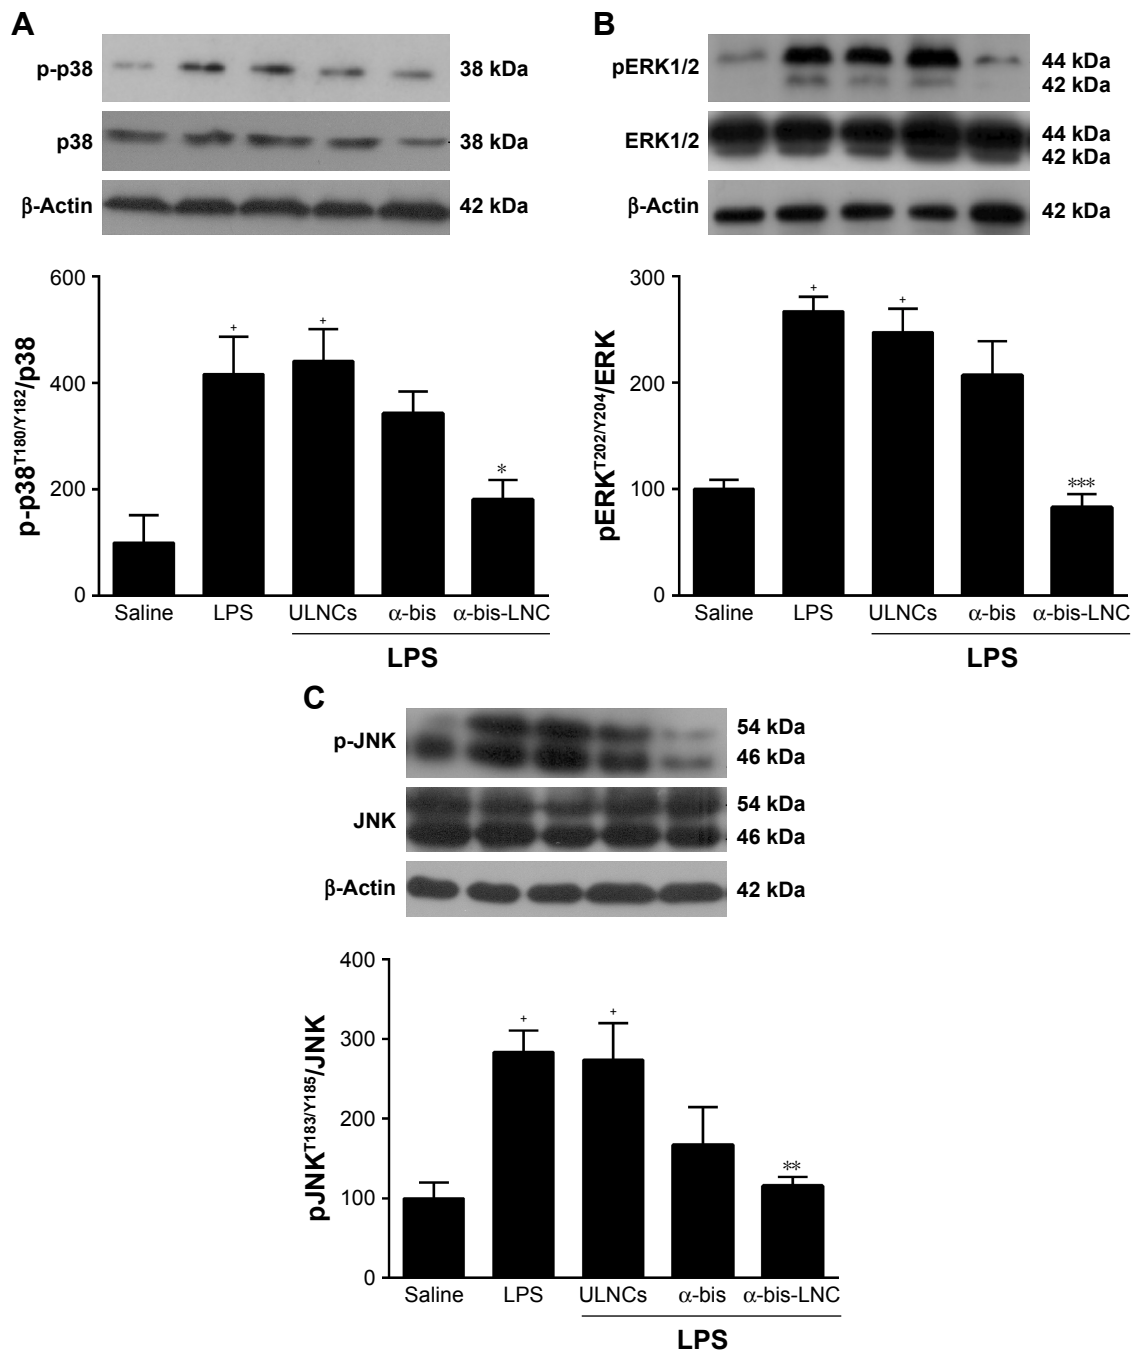 A
p-p38 38 kDa
p38 38 kDa
β-Actin 42 kDa
600
400
200
0
p-p38T180/Y182/p38
+
+
*
Saline LPS ULNCs α-bis α-bis-LNC
LPS
B
pERK1/2 44 kDa
42 kDa
ERK1/2 44 kDa
42 kDa
β-Actin 42 kDa
300
200
100
0
pERKT202/Y204/ERK
+
+
***
Saline LPS ULNCs α-bis α-bis-LNC
LPS
C
p-JNK 54 kDa
46 kDa
JNK 54 kDa
46 kDa
β-Actin 42 kDa
400
300
200
100
0
pJNKT183/Y185/JNK
+
+
**
Saline LPS ULNCs α-bis α-bis-LNC
LPS